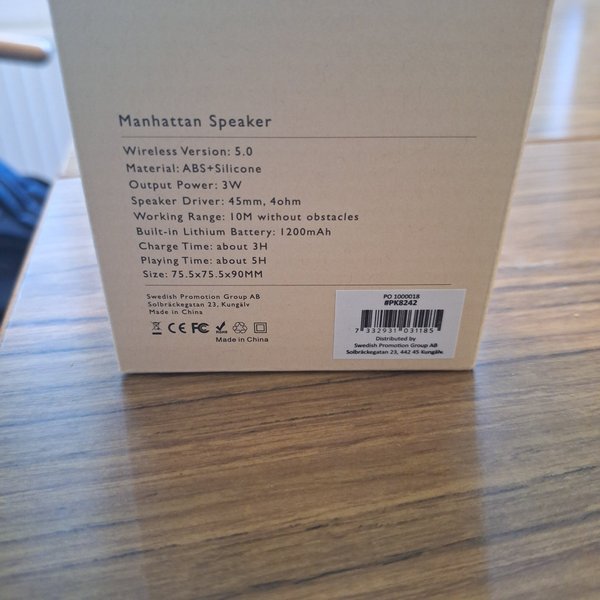 Manhattan Speaker
Wireless Version: 5.0
Material: ABS+Silicone
Output Power: 3W
Speaker Driver: 45mm, 4ohm
Working Range: 10M without obstacles
Built-in Lithium Battery: 1200mAh
Charge Time: about 3H
Playing Time: about 5H
Size: 75.5x75.5x90MM
Swedish Promotion Group AB
Solbräckegatan 23, Kungälv
Made in China
CE FC RoHS
Made in China
PO 1000018
#PK8242
7 332931 031185
Distributed by
Swedish Promotion Group AB
Solbräckegatan 23, 442 45 Kungälv.